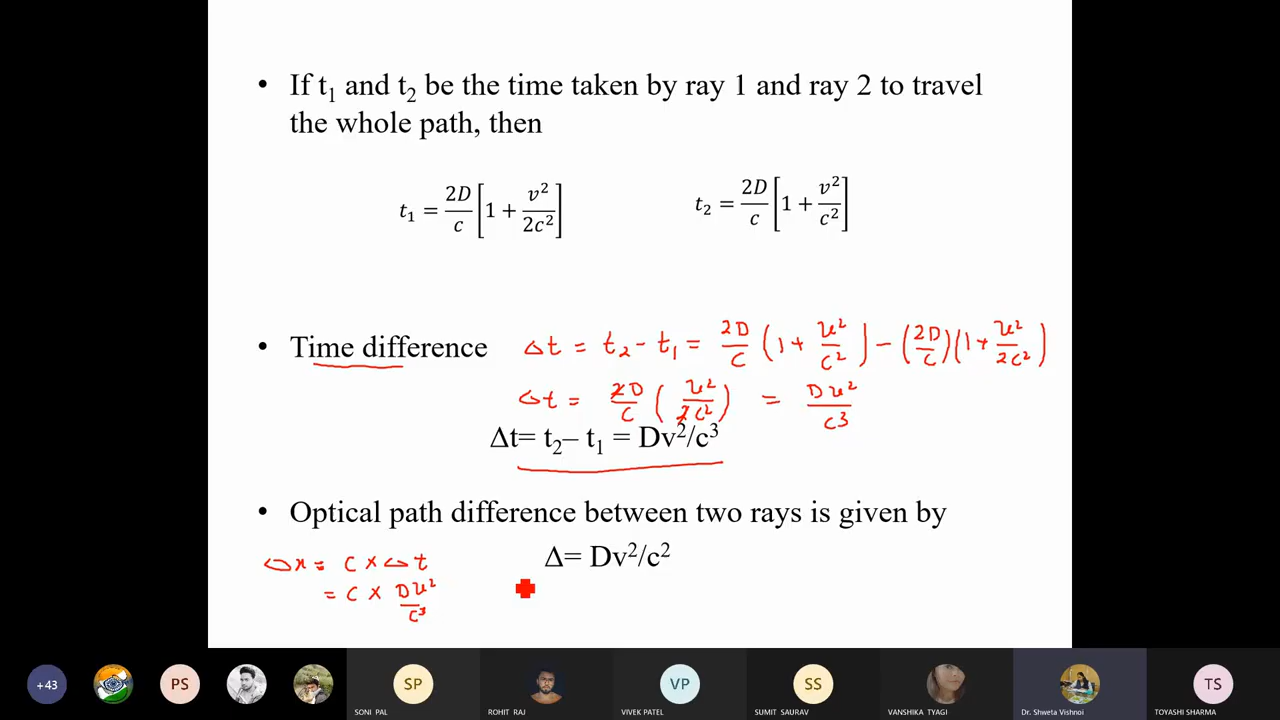 • If t₁ and t₂ be the time taken by ray 1 and ray 2 to travel
the whole path, then
t₁ = 2D/c [1 + v²/2c²]   t₂ = 2D/c [1 + v²/c²]
• Time difference   Δt = t₂ - t₁ = 2D/C (1 + v²/C²) - (2D/C)(1 + v²/2C²)
Δt = 2D/C (v²/2C²) = Dv²/C³
Δt= t₂– t₁ = Dv²/c³
• Optical path difference between two rays is given by
Δ= Dv²/c²
Δx = C × Δt
= C × Dv²/C³
+43 PS SP VP SS TS
SONI PAL ROHIT RAJ VIVEK PATEL SUMIT SAURAV VANSHIKA TYAGI Dr. Shweta Vishnoi TOYASHI SHARMA